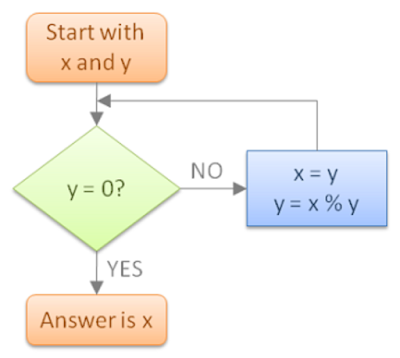 Start with
x and y
y = 0?
NO
x = y
y = x % y
YES
Answer is x